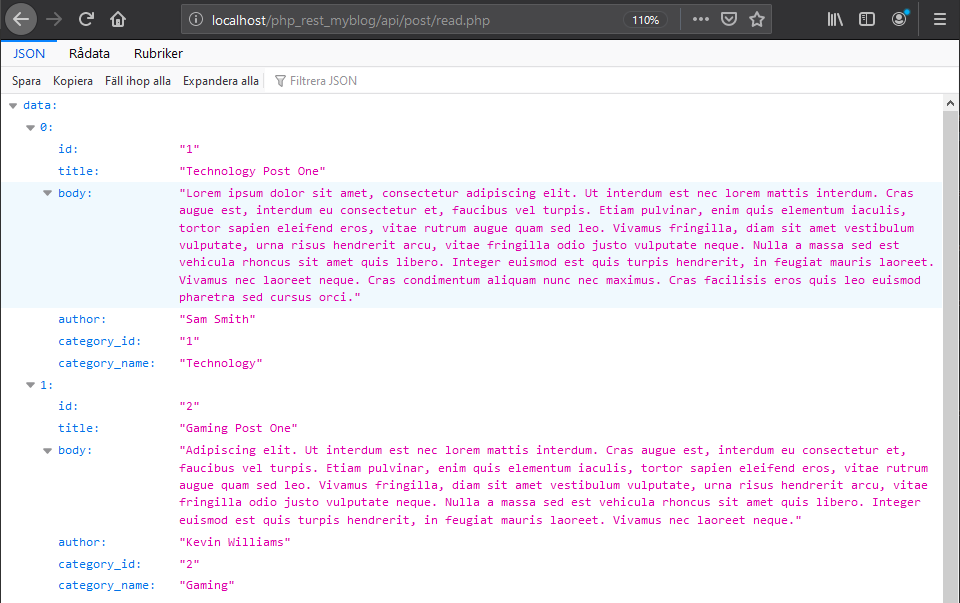 localhost/php_rest_myblog/api/post/read.php 110%
JSON Rådata Rubriker
Spara Kopiera Fäll ihop alla Expandera alla Filtrera JSON
data:
0:
id: "1"
title: "Technology Post One"
body: "Lorem ipsum dolor sit amet, consectetur adipiscing elit. Ut interdum est nec lorem mattis interdum. Cras
augue est, interdum eu consectetur et, faucibus vel turpis. Etiam pulvinar, enim quis elementum iaculis,
tortor sapien eleifend eros, vitae rutrum augue quam sed leo. Vivamus fringilla, diam sit amet vestibulum
vulputate, urna risus hendrerit arcu, vitae fringilla odio justo vulputate neque. Nulla a massa sed est
vehicula rhoncus sit amet quis libero. Integer euismod est quis turpis hendrerit, in feugiat mauris laoreet.
Vivamus nec laoreet neque. Cras condimentum aliquam nunc nec maximus. Cras facilisis eros quis leo euismod
pharetra sed cursus orci."
author: "Sam Smith"
category_id: "1"
category_name: "Technology"
1:
id: "2"
title: "Gaming Post One"
body: "Adipiscing elit. Ut interdum est nec lorem mattis interdum. Cras augue est, interdum eu consectetur et,
faucibus vel turpis. Etiam pulvinar, enim quis elementum iaculis, tortor sapien eleifend eros, vitae rutrum
augue quam sed leo. Vivamus fringilla, diam sit amet vestibulum vulputate, urna risus hendrerit arcu, vitae
fringilla odio justo vulputate neque. Nulla a massa sed est vehicula rhoncus sit amet quis libero. Integer
euismod est quis turpis hendrerit, in feugiat mauris laoreet. Vivamus nec laoreet neque."
author: "Kevin Williams"
category_id: "2"
category_name: "Gaming"